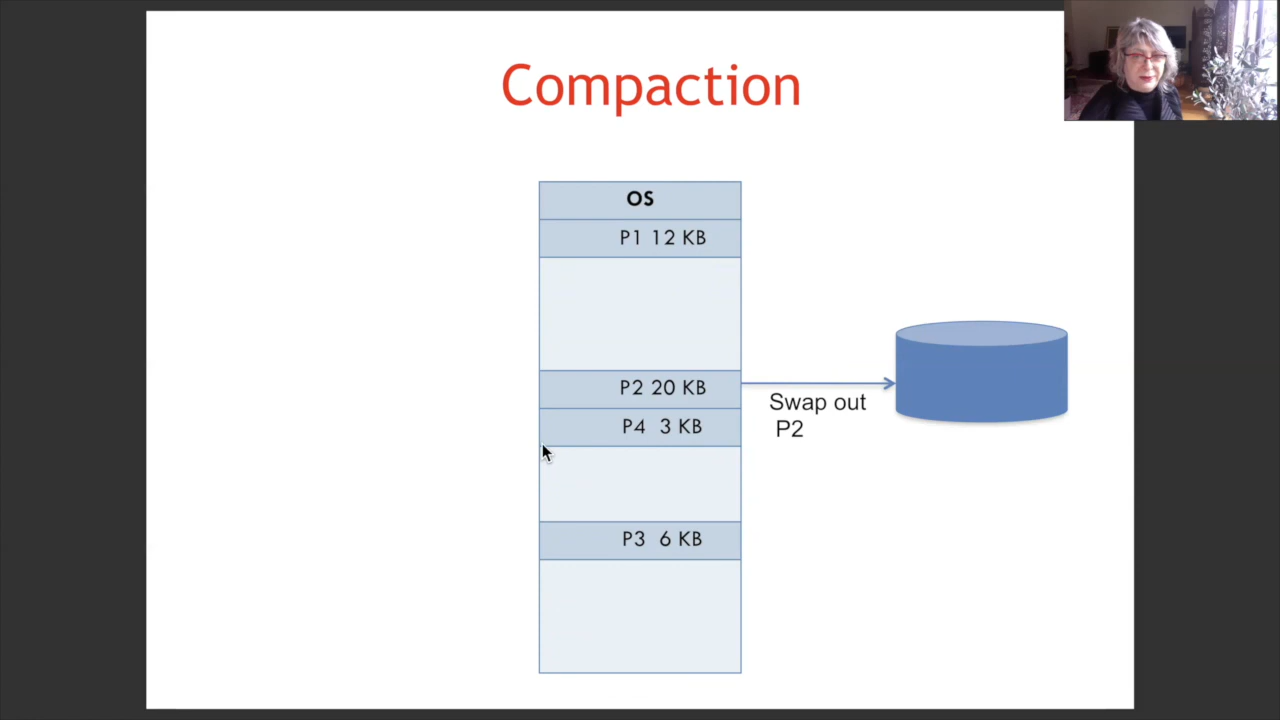 Compaction
OS
P1 12 KB
P2 20 KB
P4 3 KB
Swap out
P2
P3 6 KB